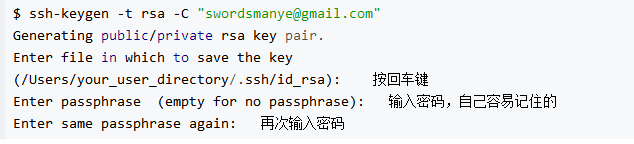 $ ssh-keygen -t rsa -C "swordsmanye@gmail.com"
Generating public/private rsa key pair.
Enter file in which to save the key
(/Users/your_user_directory/.ssh/id_rsa): 按回车键
Enter passphrase (empty for no passphrase): 输入密码，自己容易记住的
Enter same passphrase again: 再次输入密码